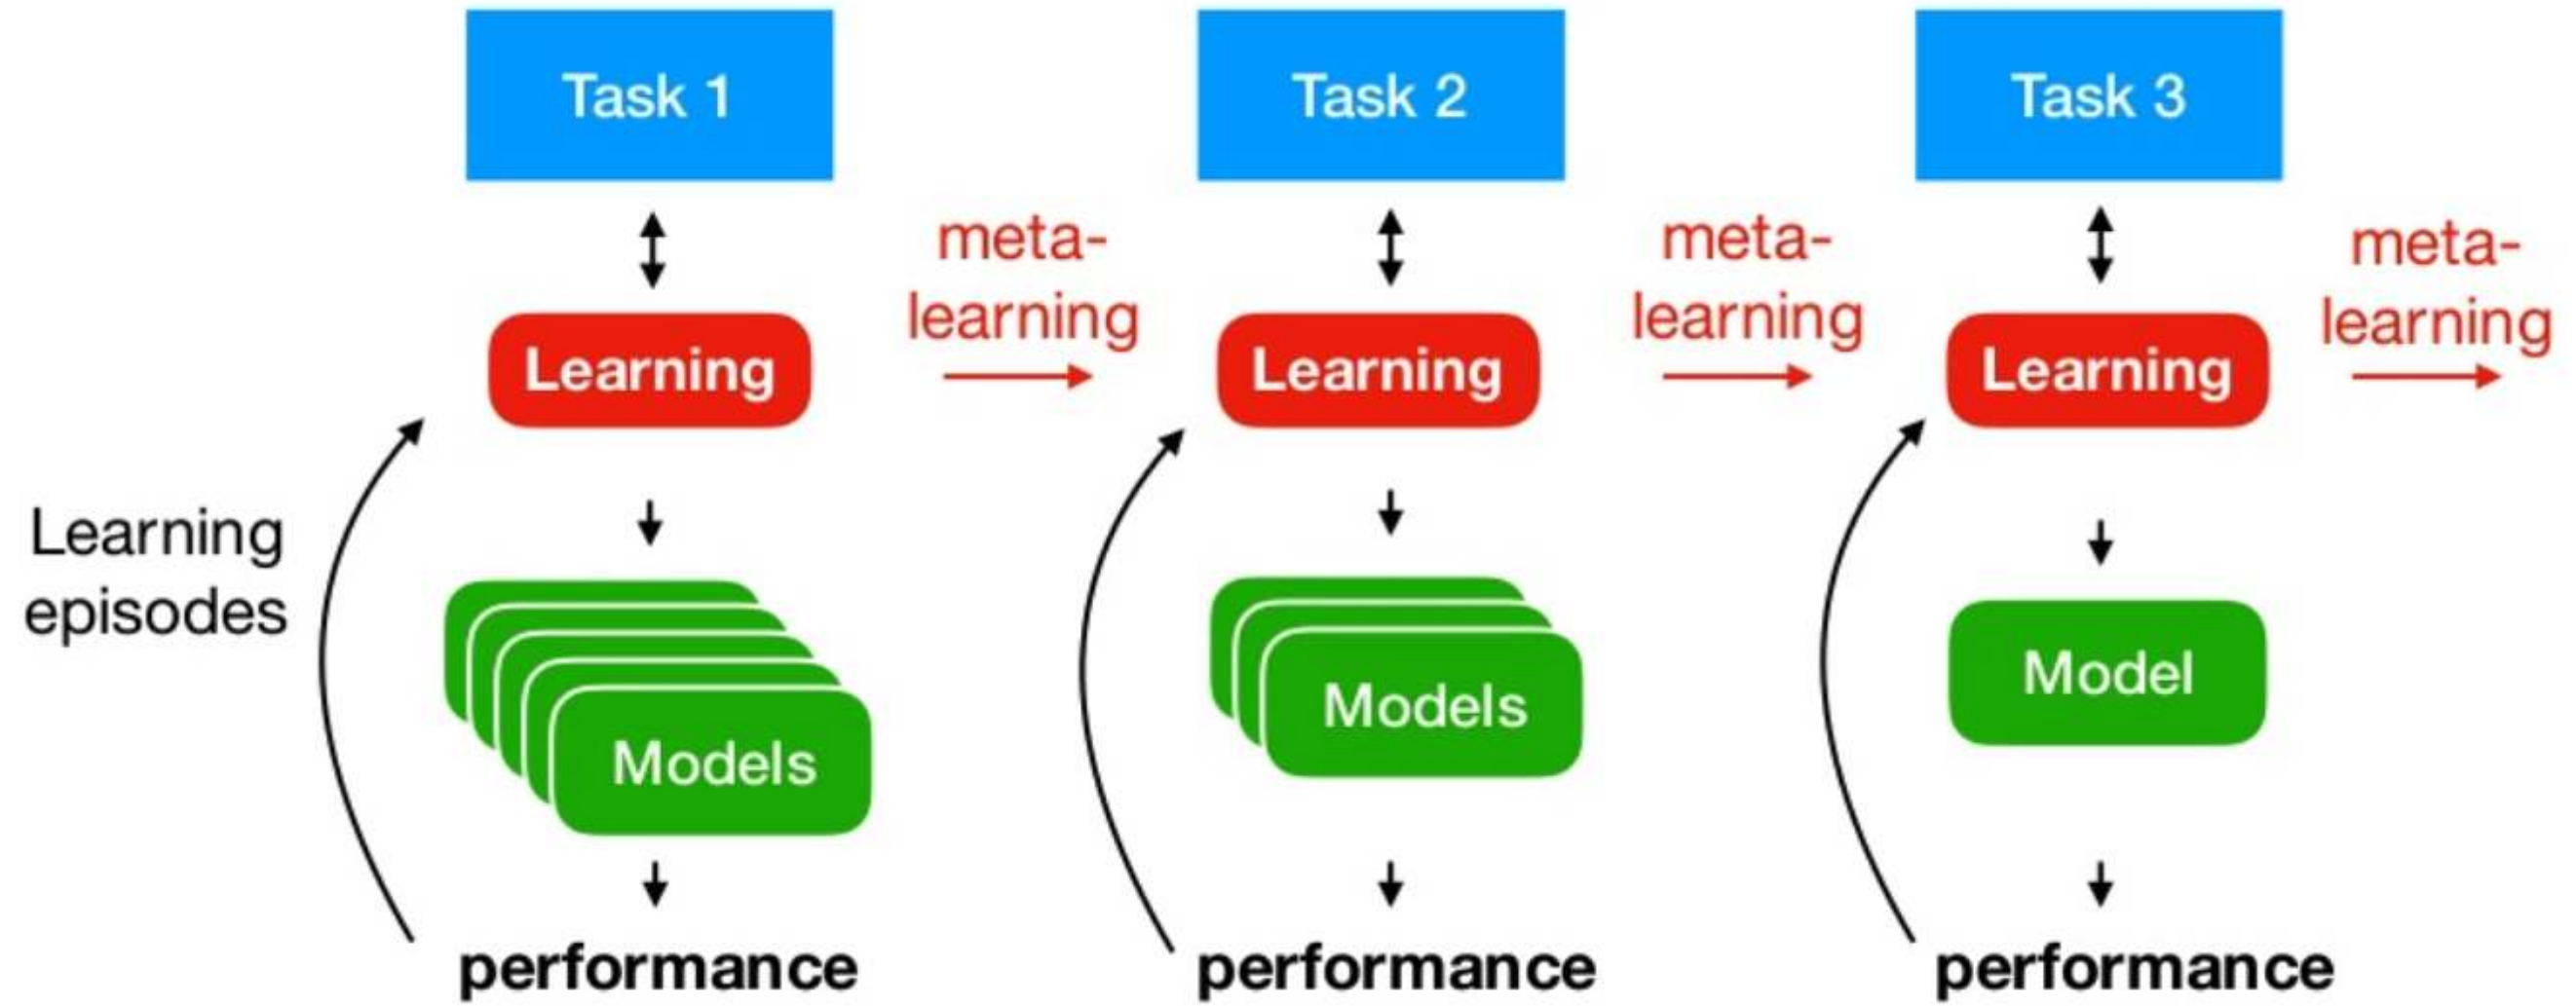 Task 1
Task 2
Task 3
meta-
learning
meta-
learning
meta-
learning
Learning
Learning
Learning
Learning
episodes
Models
Models
Model
performance
performance
performance